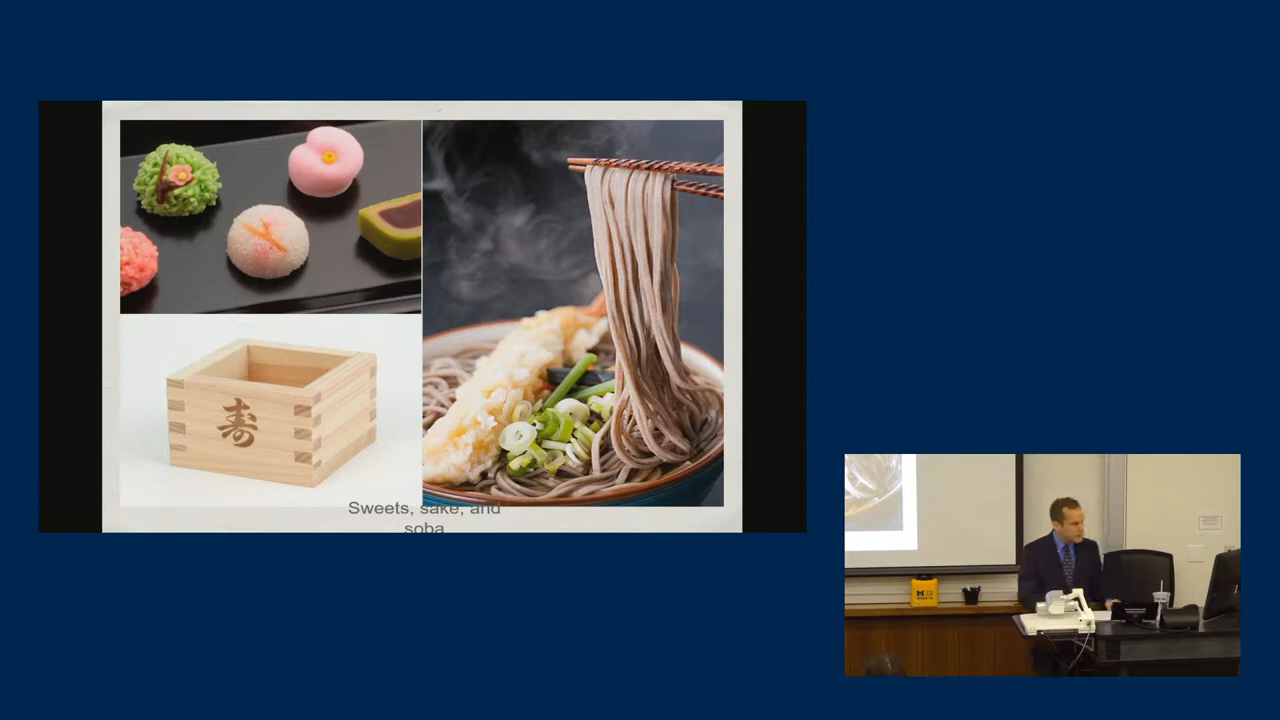 寿
Sweets, sake, and
soba
M